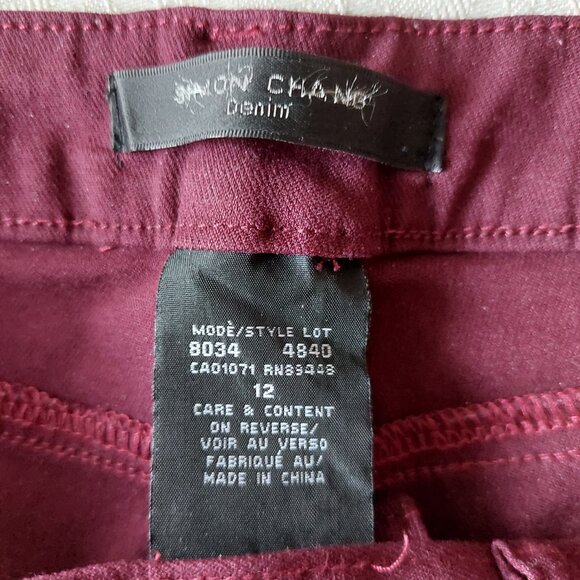 SIMON CHANG
Denim
MODÈ/STYLE LOT
8034 4840
CA01071 RN89448
12
CARE & CONTENT
ON REVERSE/
VOIR AU VERSO
FABRIQUÉ AU/
MADE IN CHINA